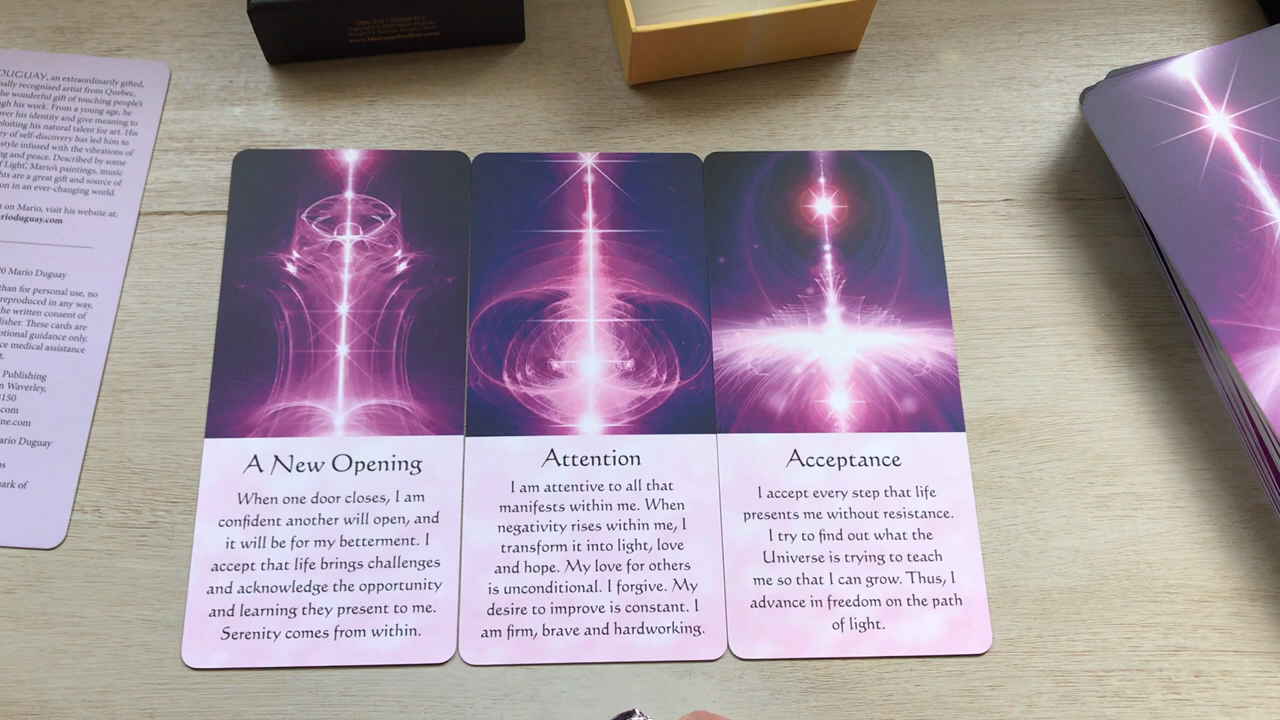 www.blueangelonline.com
DUGUAY, an extraordinarily gifted,
recognised artist from Quebec,
wonderful gift of touching people's
his work. From a young age, he
his identity and give meaning to
his natural talent for art. His
of self-discovery has led him to
style infused with the vibrations of
and peace. Described by some
of Light', Mario's paintings, music
are a great gift and source of
in an ever-changing world.
on Mario, visit his website at:
Mario Duguay
than for personal use, no
reproduced in any way,
the written consent of
These cards are
guidance only.
medical assistance
Publishing
Waverley,
Duguay
of
A New Opening
When one door closes, I am
confident another will open, and
it will be for my betterment. I
accept that life brings challenges
and acknowledge the opportunity
and learning they present to me.
Serenity comes from within.
Attention
I am attentive to all that
manifests within me. When
negativity rises within me, I
transform it into light, love
and hope. My love for others
is unconditional. I forgive. My
desire to improve is constant. I
am firm, brave and hardworking.
Acceptance
I accept every step that life
presents me without resistance.
I try to find out what the
Universe is trying to teach
me so that I can grow. Thus, I
advance in freedom on the path
of light.